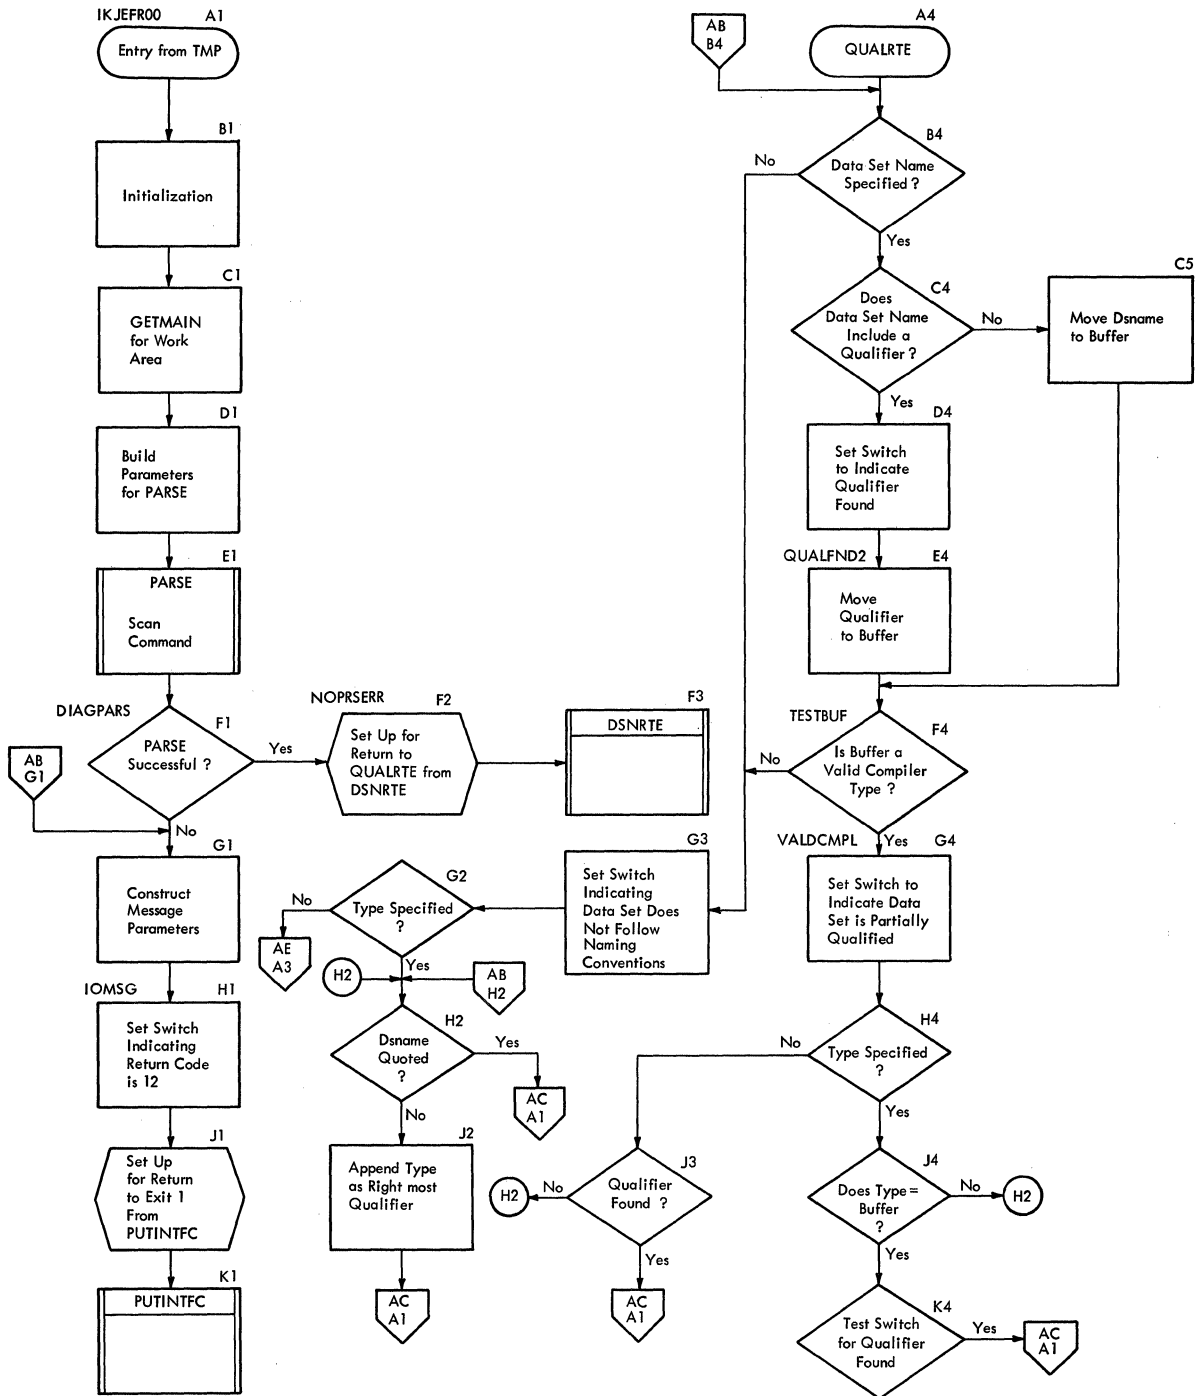 IKJEFR00 A1
Entry from TMP
B1
Initialization
C1
GETMAIN
for Work
Area
D1
Build
Parameters
for PARSE
E1
PARSE
Scan
Command
DIAGPARS
F1
PARSE
Successful ?
Yes
No
AB
G1
NOPRSERR
F2
Set Up for
Return to
QUALRTE from
DSNRTE
F3
DSNRTE
G1
Construct
Message
Parameters
IOMSG
H1
Set Switch
Indicating
Return Code
is 12
J1
Set Up
for Return
to Exit 1
From
PUTINTFC
K1
PUTINTFC
G2
Type Specified
?
No
AE
A3
Yes
H2
AB
H2
H2
Dsname
Quoted
?
Yes
AC
A1
No
J2
Append Type
as Right most
Qualifier
AC
A1
G3
Set Switch
Indicating
Data Set Does
Not Follow
Naming
Conventions
J3
Qualifier
Found ?
No
H2
Yes
AC
A1
AB
B4
A4
QUALRTE
B4
Data Set Name
Specified ?
No
Yes
C4
Does
Data Set Name
Include a
Qualifier ?
No
Yes
C5
Move Dsname
to Buffer
D4
Set Switch
to Indicate
Qualifier
Found
QUALFND2
E4
Move
Qualifier
to Buffer
TESTBUF
F4
Is Buffer a
Valid Compiler
Type ?
No
Yes
VALDCMPL
G4
Set Switch to
Indicate Data
Set is Partially
Qualified
H4
Type Specified
?
No
Yes
J4
Does Type =
Buffer
?
No
H2
Yes
K4
Test Switch
for Qualifier
Found
Yes
AC
A1